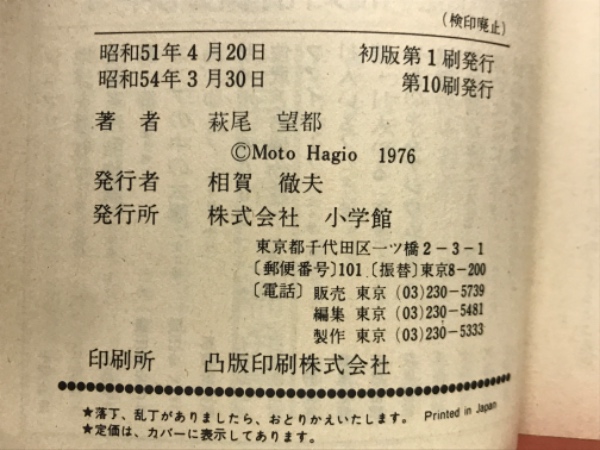 (検印廃止)
昭和51年4月20日 初版第1刷発行
昭和54年3月30日 第10刷発行
著者 萩尾 望都
©Moto Hagio 1976
発行者 相賀 徹夫
発行所 株式会社 小学館
東京都千代田区一ツ橋2-3-1
〔郵便番号〕101〔振替〕東京8-200
〔電話〕販売 東京 (03)230-5739
編集 東京 (03)230-5481
製作 東京 (03)230-5333
印刷所 凸版印刷株式会社
★落丁、乱丁がありましたら、おとりかえいたします。 Printed in Japan
★定価は、カバーに表示してあります。